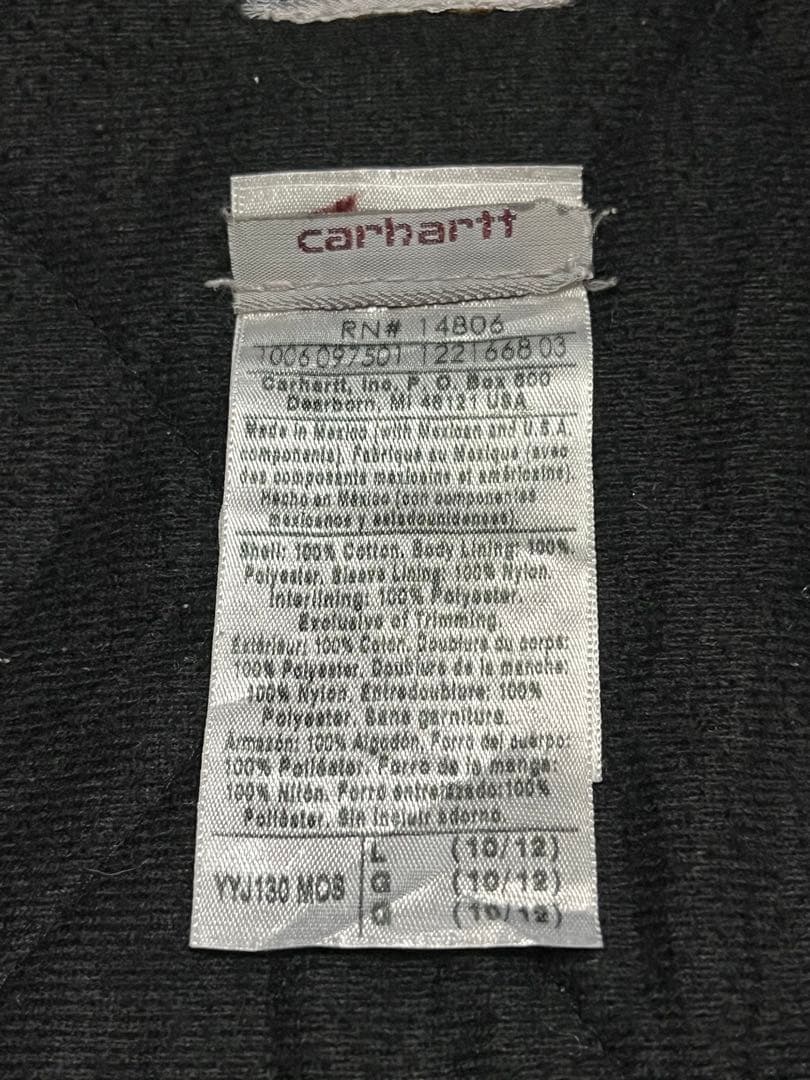 carhartt
RN# 14806
1006097501 122166803
Carhartt, Inc. P. O. Box 600
Dearborn, MI 48121 USA
Made in Mexico (with Mexican and U.S.A.
components). Fabriqué au Mexique (avec
des composants mexicains et américains).
Hecho en México (con componentes
mexicanos y estadounidenses).
Shell: 100% Cotton. Body Lining: 100%
Polyester. Sleeve Lining: 100% Nylon.
Interlining: 100% Polyester.
Exclusive of Trimming.
Extérieur: 100% Coton. Doublure du corps:
100% Polyester. Doublure de la manche:
100% Nylon. Entredoublure: 100%
Polyester. Sans garniture.
Armazón: 100% Algodón. Forro del cuerpo:
100% Poliéster. Forro de la manga:
100% Nilón. Forro entrelazado:100%
Poliéster. Sin incluir adorno.
YYJ130 MOS
L (10/12)
G (10/12)
G (10/12)